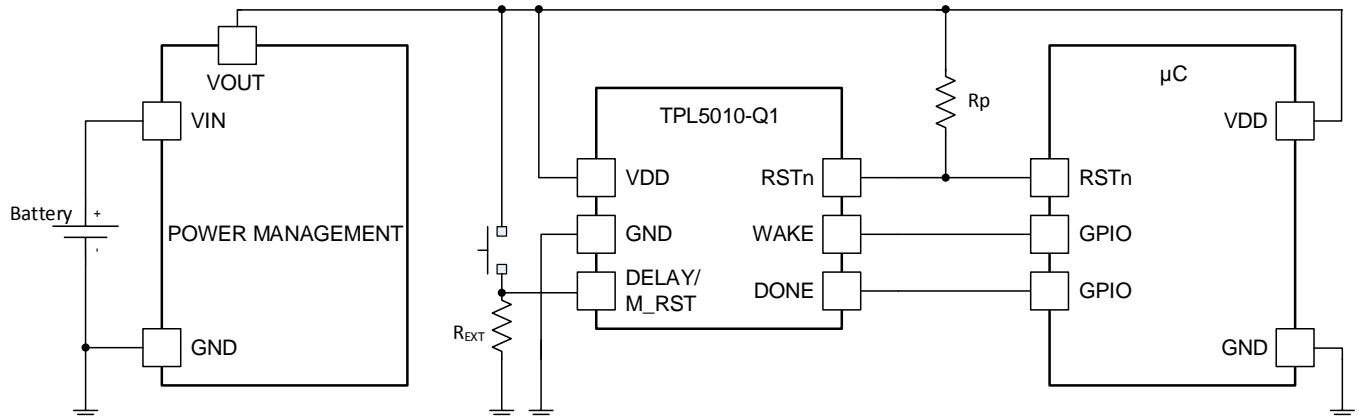 VOUT
VIN
Battery
+
-
POWER MANAGEMENT
GND
R_EXT
TPL5010-Q1
VDD
GND
DELAY/
M_RST
RSTn
WAKE
DONE
Rp
µC
VDD
RSTn
GPIO
GPIO
GND